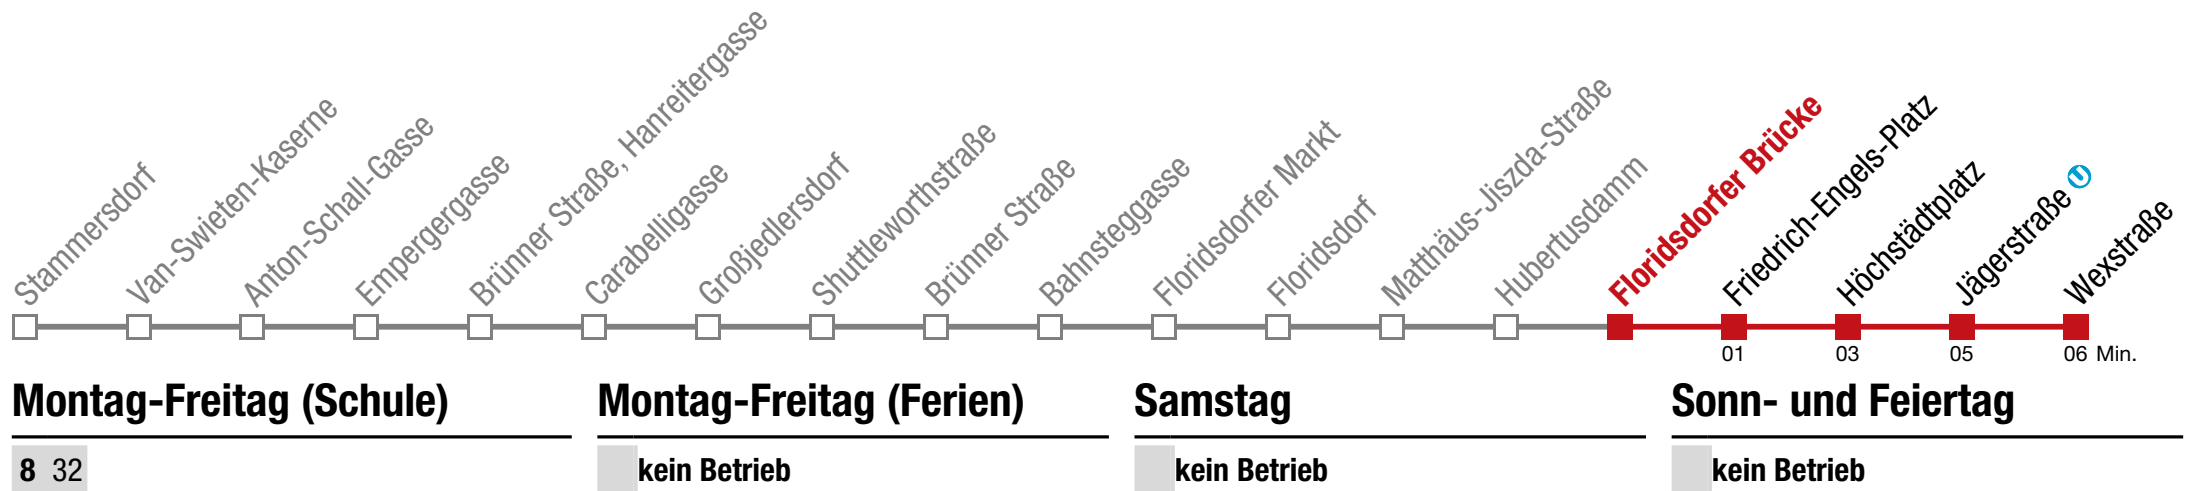 Stammersdorf
Van-Swieten-Kaserne
Anton-Schall-Gasse
Empergergasse
Brünner Straße, Hanreitergasse
Carabelligasse
Großjedlersdorf
Shuttleworthstraße
Brünner Straße
Bahnsteggasse
Floridsdorfer Markt
Floridsdorf
Matthäus-Jiszda-Straße
Hubertusdamm
Floridsdorfer Brücke
Friedrich-Engels-Platz
Höchstädtplatz
Jägerstraße U
Wexstraße
01 03 05 06 Min.
Montag-Freitag (Schule)
8 32
Montag-Freitag (Ferien)
kein Betrieb
Samstag
kein Betrieb
Sonn- und Feiertag
kein Betrieb